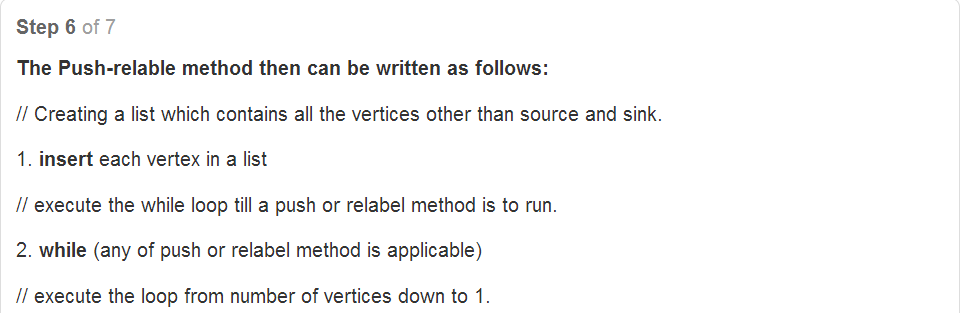 Step 6 of 7
The Push-relable method then can be written as follows:
// Creating a list which contains all the vertices other than source and sink.
1. insert each vertex in a list
// execute the while loop till a push or relabel method is to run.
2. while (any of push or relabel method is applicable)
// execute the loop from number of vertices down to 1.